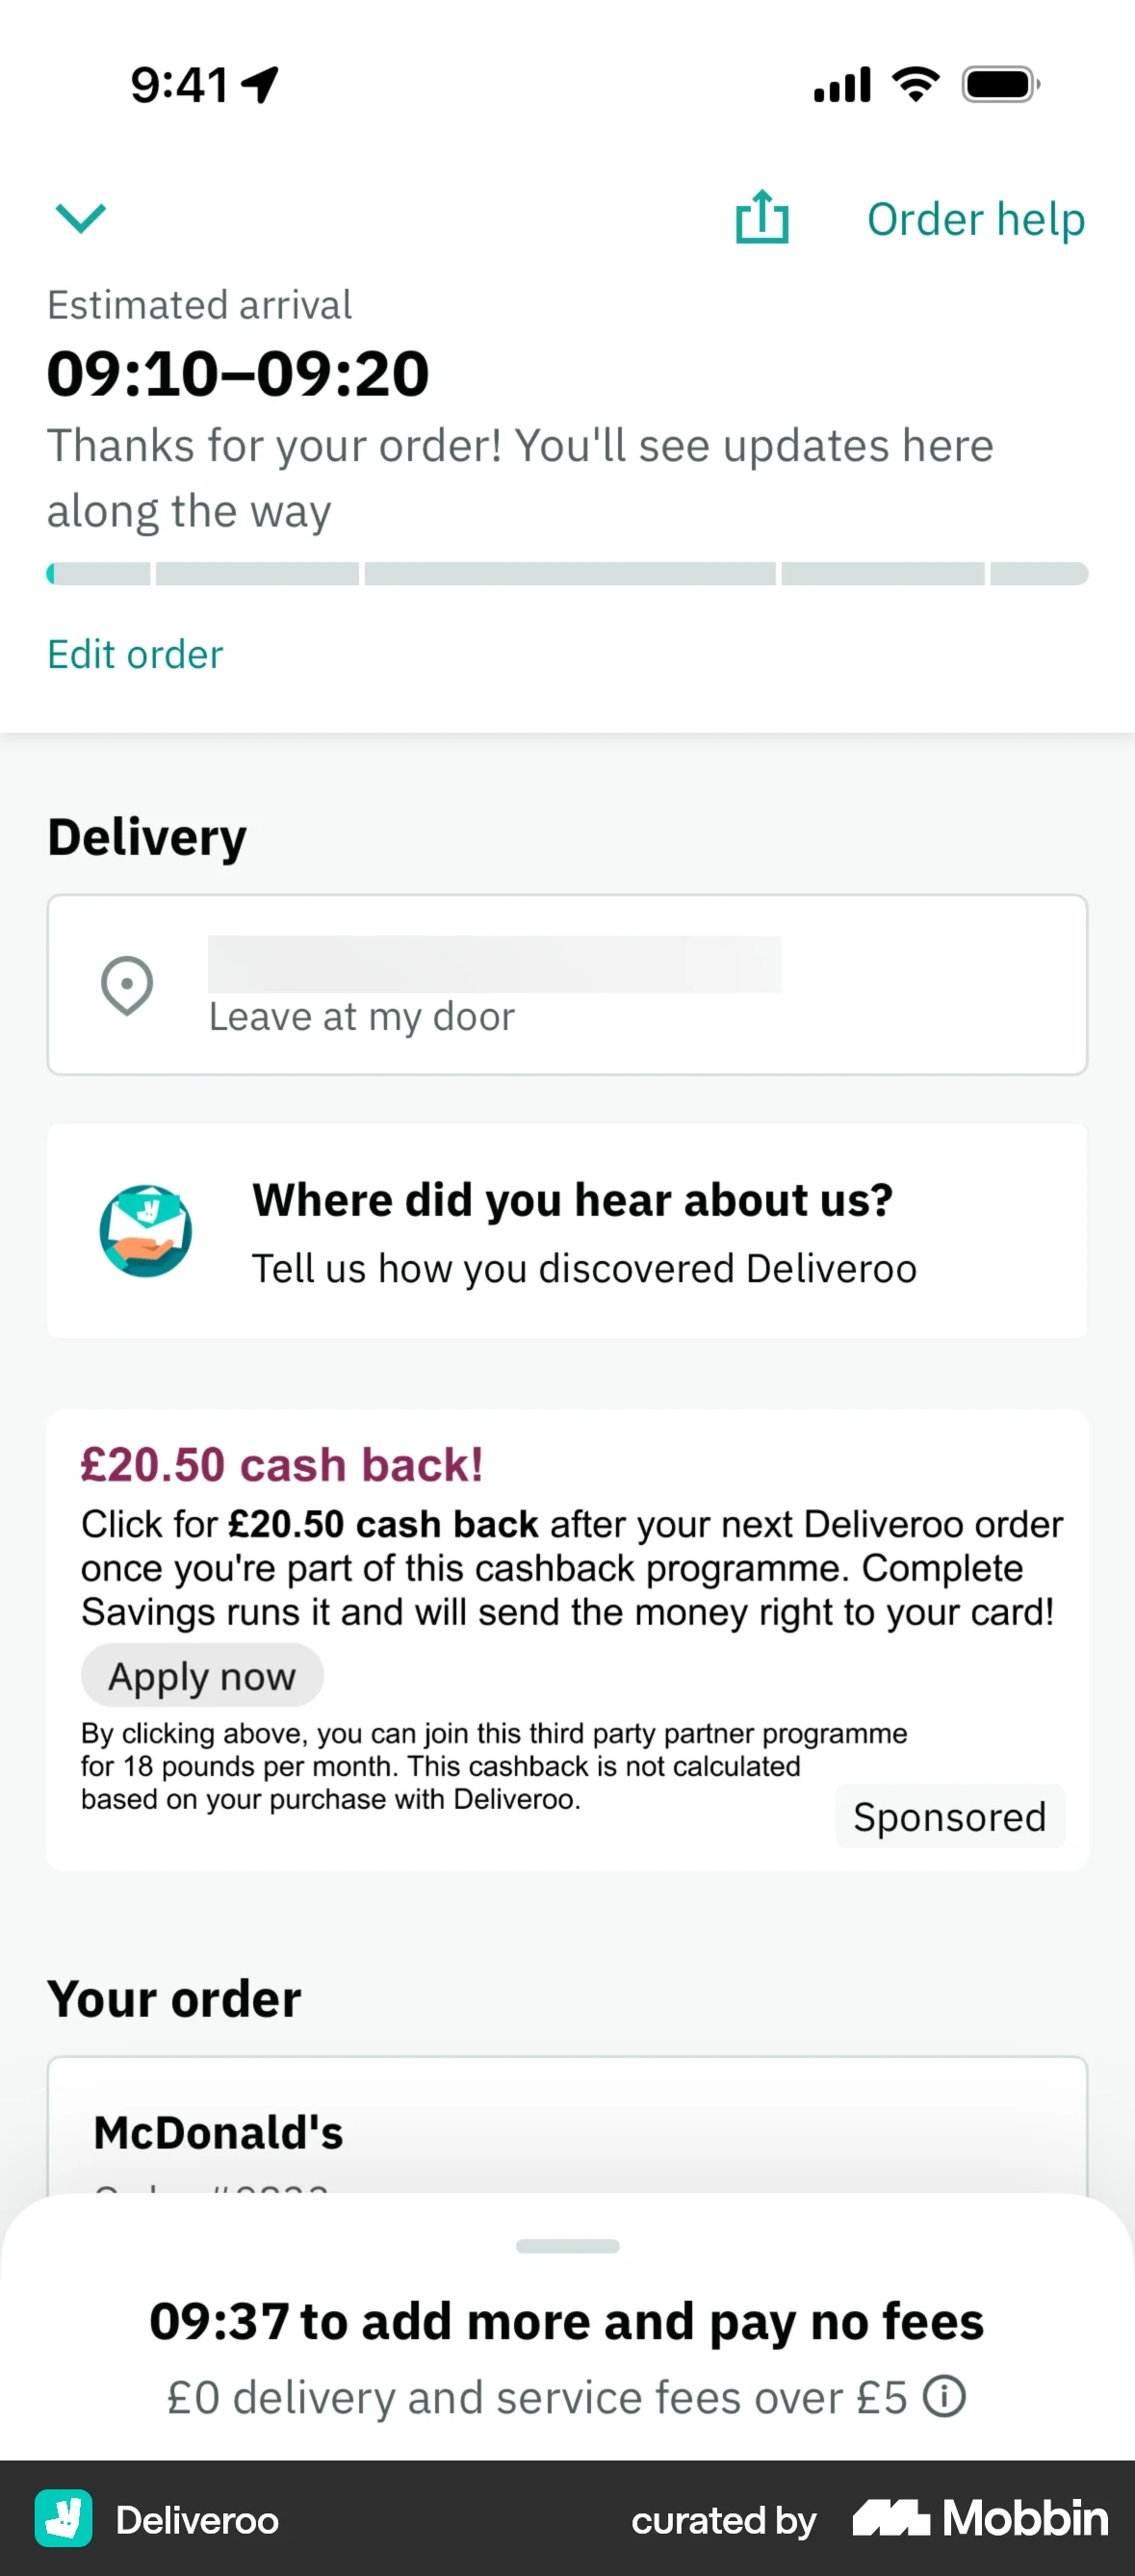 9:41
Order help
Estimated arrival
09:10–09:20
Thanks for your order! You'll see updates here
along the way
Edit order
Delivery
Leave at my door
Where did you hear about us?
Tell us how you discovered Deliveroo
£20.50 cash back!
Click for £20.50 cash back after your next Deliveroo order
once you're part of this cashback programme. Complete
Savings runs it and will send the money right to your card!
Apply now
By clicking above, you can join this third party partner programme
for 18 pounds per month. This cashback is not calculated
based on your purchase with Deliveroo.
Sponsored
Your order
McDonald's
09:37 to add more and pay no fees
£0 delivery and service fees over £5
Deliveroo
curated by Mobbin